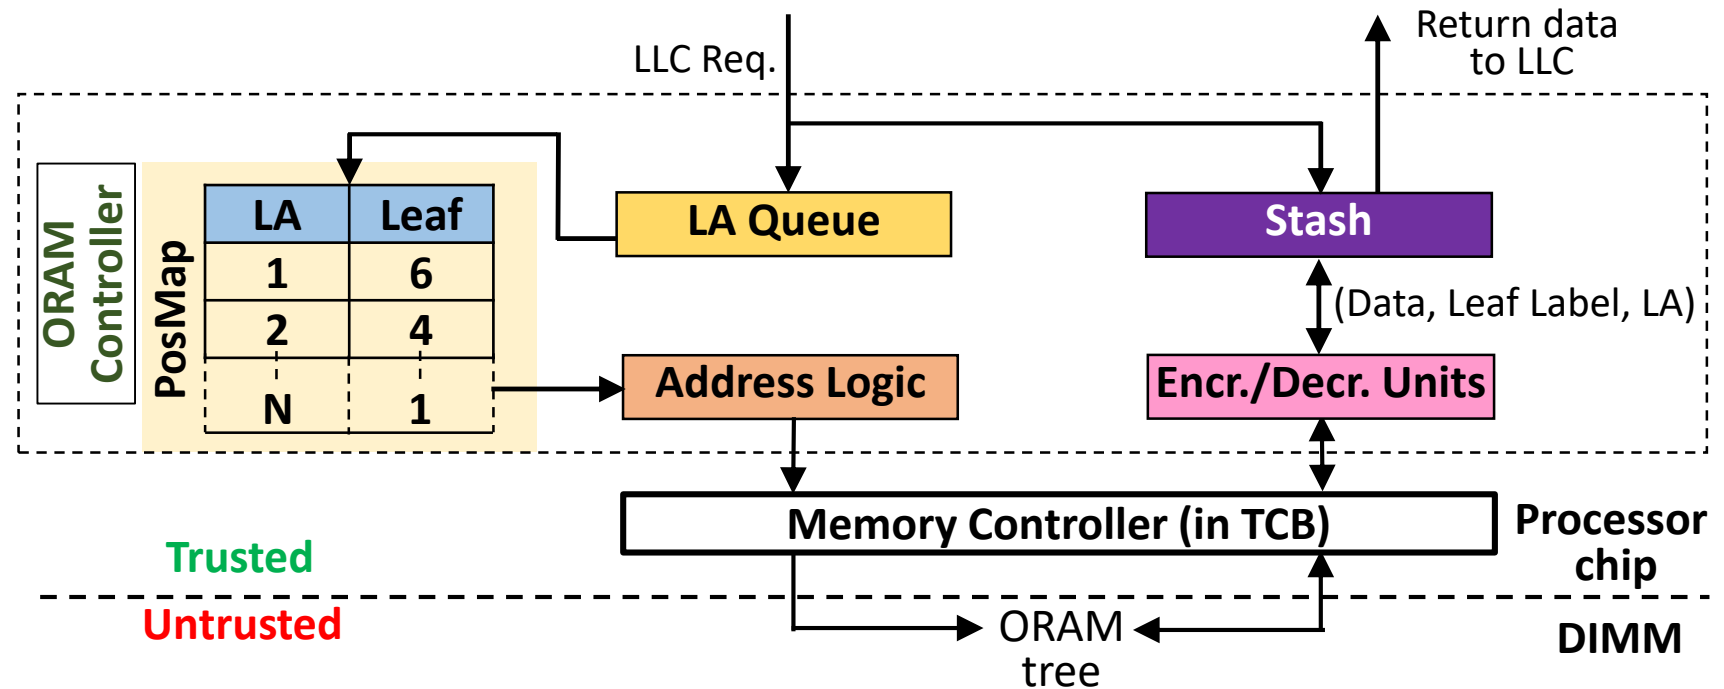 LLC Req.
Return data
to LLC
ORAM
Controller
PosMap
LA Leaf
1 6
2 4
N 1
LA Queue
Stash
(Data, Leaf Label, LA)
Address Logic
Encr./Decr. Units
Memory Controller (in TCB)
Processor
chip
Trusted
Untrusted
ORAM
tree
DIMM